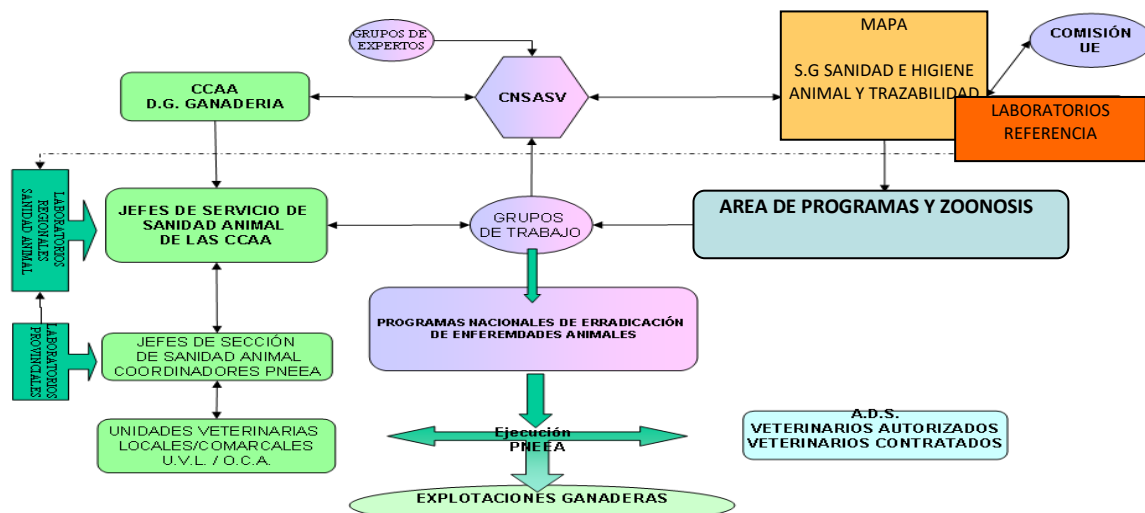 GRUPOS DE
EXPERTOS
MAPA
S.G SANIDAD E HIGIENE
ANIMAL Y TRAZABILIDAD
COMISIÓN
UE
CCAA
D.G. GANADERIA
CNSASV
LABORATORIOS
REFERENCIA
LABORATORIOS
REGIONALES
SANIDAD ANIMAL
JEFES DE SERVICIO DE
SANIDAD ANIMAL
DE LAS CCAA
GRUPOS
DE TRABAJO
AREA DE PROGRAMAS Y ZOONOSIS
PROGRAMAS NACIONALES DE ERRADICACIÓN
DE ENFEREMDADES ANIMALES
LABORATORIOS
PROVINCIALES
JEFES DE SECCIÓN
DE SANIDAD ANIMAL
COORDINADORES PNEEA
UNIDADES VETERINARIAS
LOCALES/COMARCALES
U.V.L. / O.C.A.
Ejecución
PNEEA
A.D.S.
VETERINARIOS AUTORIZADOS
VETERINARIOS CONTRATADOS
EXPLOTACIONES GANADERAS